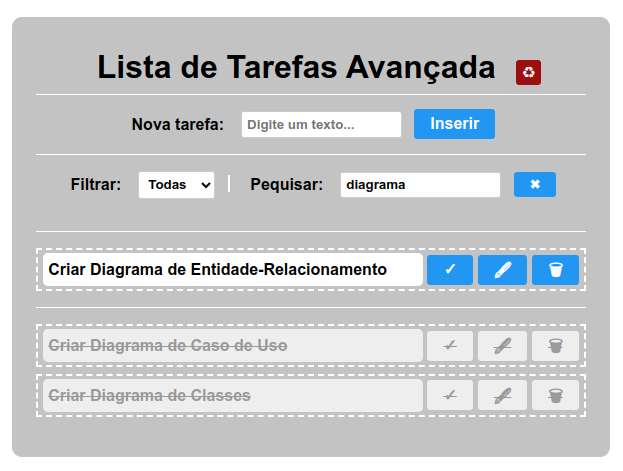 Lista de Tarefas Avançada
Nova tarefa: Digite um texto... Inserir
Filtrar: Todas Pequisar: diagrama
Criar Diagrama de Entidade-Relacionamento
Criar Diagrama de Caso de Uso
Criar Diagrama de Classes